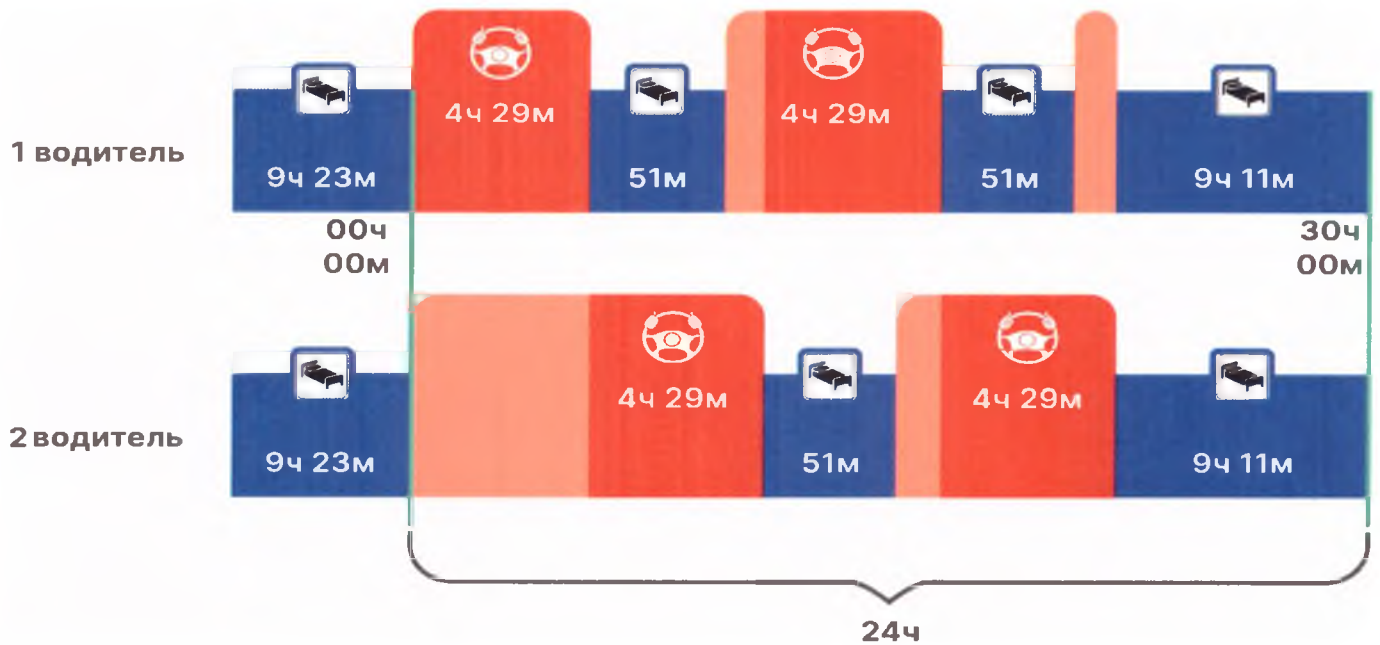 4ч 29м
4ч 29м
1 водитель
9ч 23м
51м
51м
9ч 11м
00ч
00м
30ч
00м
4ч 29м
4ч 29м
2 водитель
9ч 23м
51м
9ч 11м
24ч